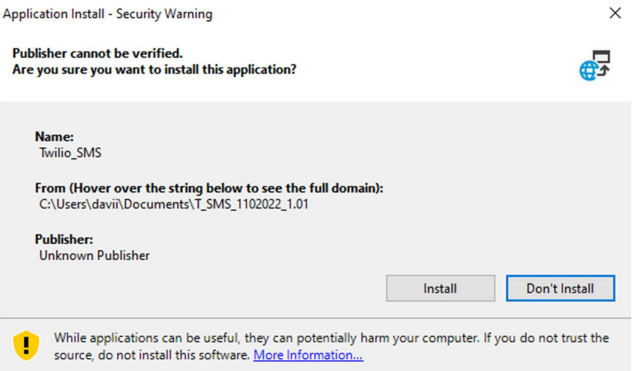 Application Install - Security Warning
Publisher cannot be verified.
Are you sure you want to install this application?
Name:
Twilio_SMS
From (Hover over the string below to see the full domain):
C:\Users\davii\Documents\T_SMS_1102022_1.01
Publisher:
Unknown Publisher
Install
Don't Install
While applications can be useful, they can potentially harm your computer. If you do not trust the
source, do not install this software. More Information...